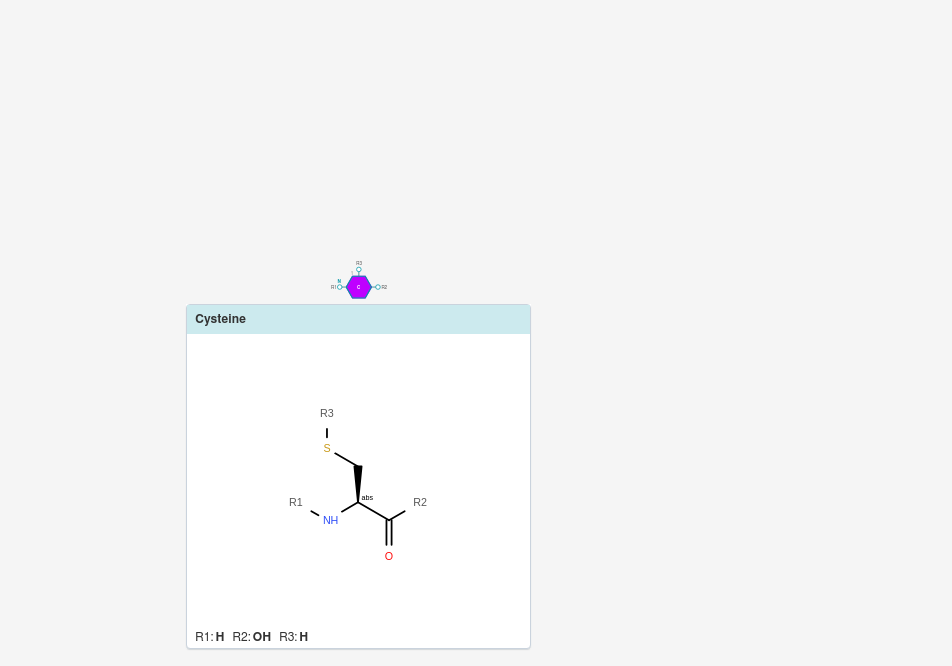 R3
N
R1 C R2
Cysteine
R3
S
abs
R1 R2
NH
O
R1: H R2: OH R3: H